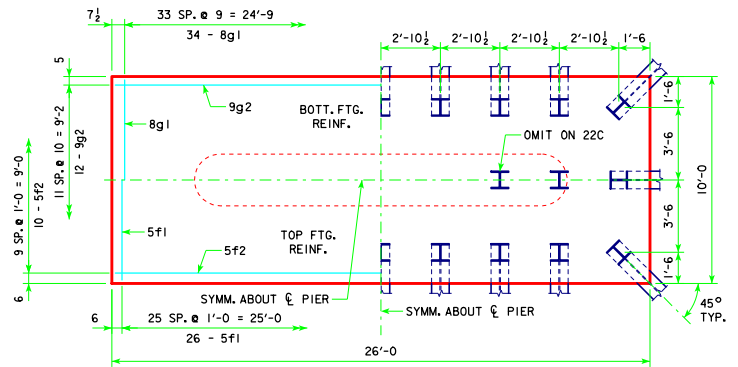 7½
33 SP.@ 9 = 24'-9
34 - 8g1
2'-10½
2'-10½
2'-10½
2'-10½
1'-6
5
9g2
BOTT.FTG.
REINF.
8g1
OMIT ON 22C
1'-6
3'-6
10'-0
3'-6
1'-6
9 SP.@ 1'-0 = 9'-0
10 - 5f2
11 SP.@ 10 = 9'-2
12 - 9g2
5f1
TOP FTG.
REINF.
5f2
6
SYMM. ABOUT ℄ PIER
SYMM. ABOUT ℄ PIER
45°
TYP.
6
25 SP.@ 1'-0 = 25'-0
26 - 5f1
26'-0